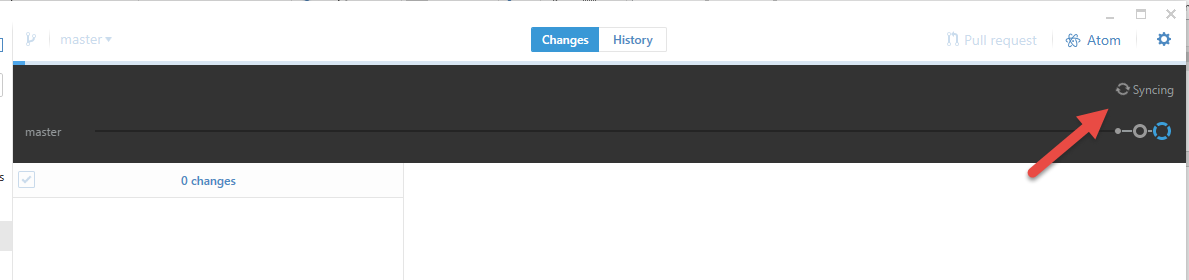 master
Changes
History
Pull request
Atom
Syncing
master
0 changes
s